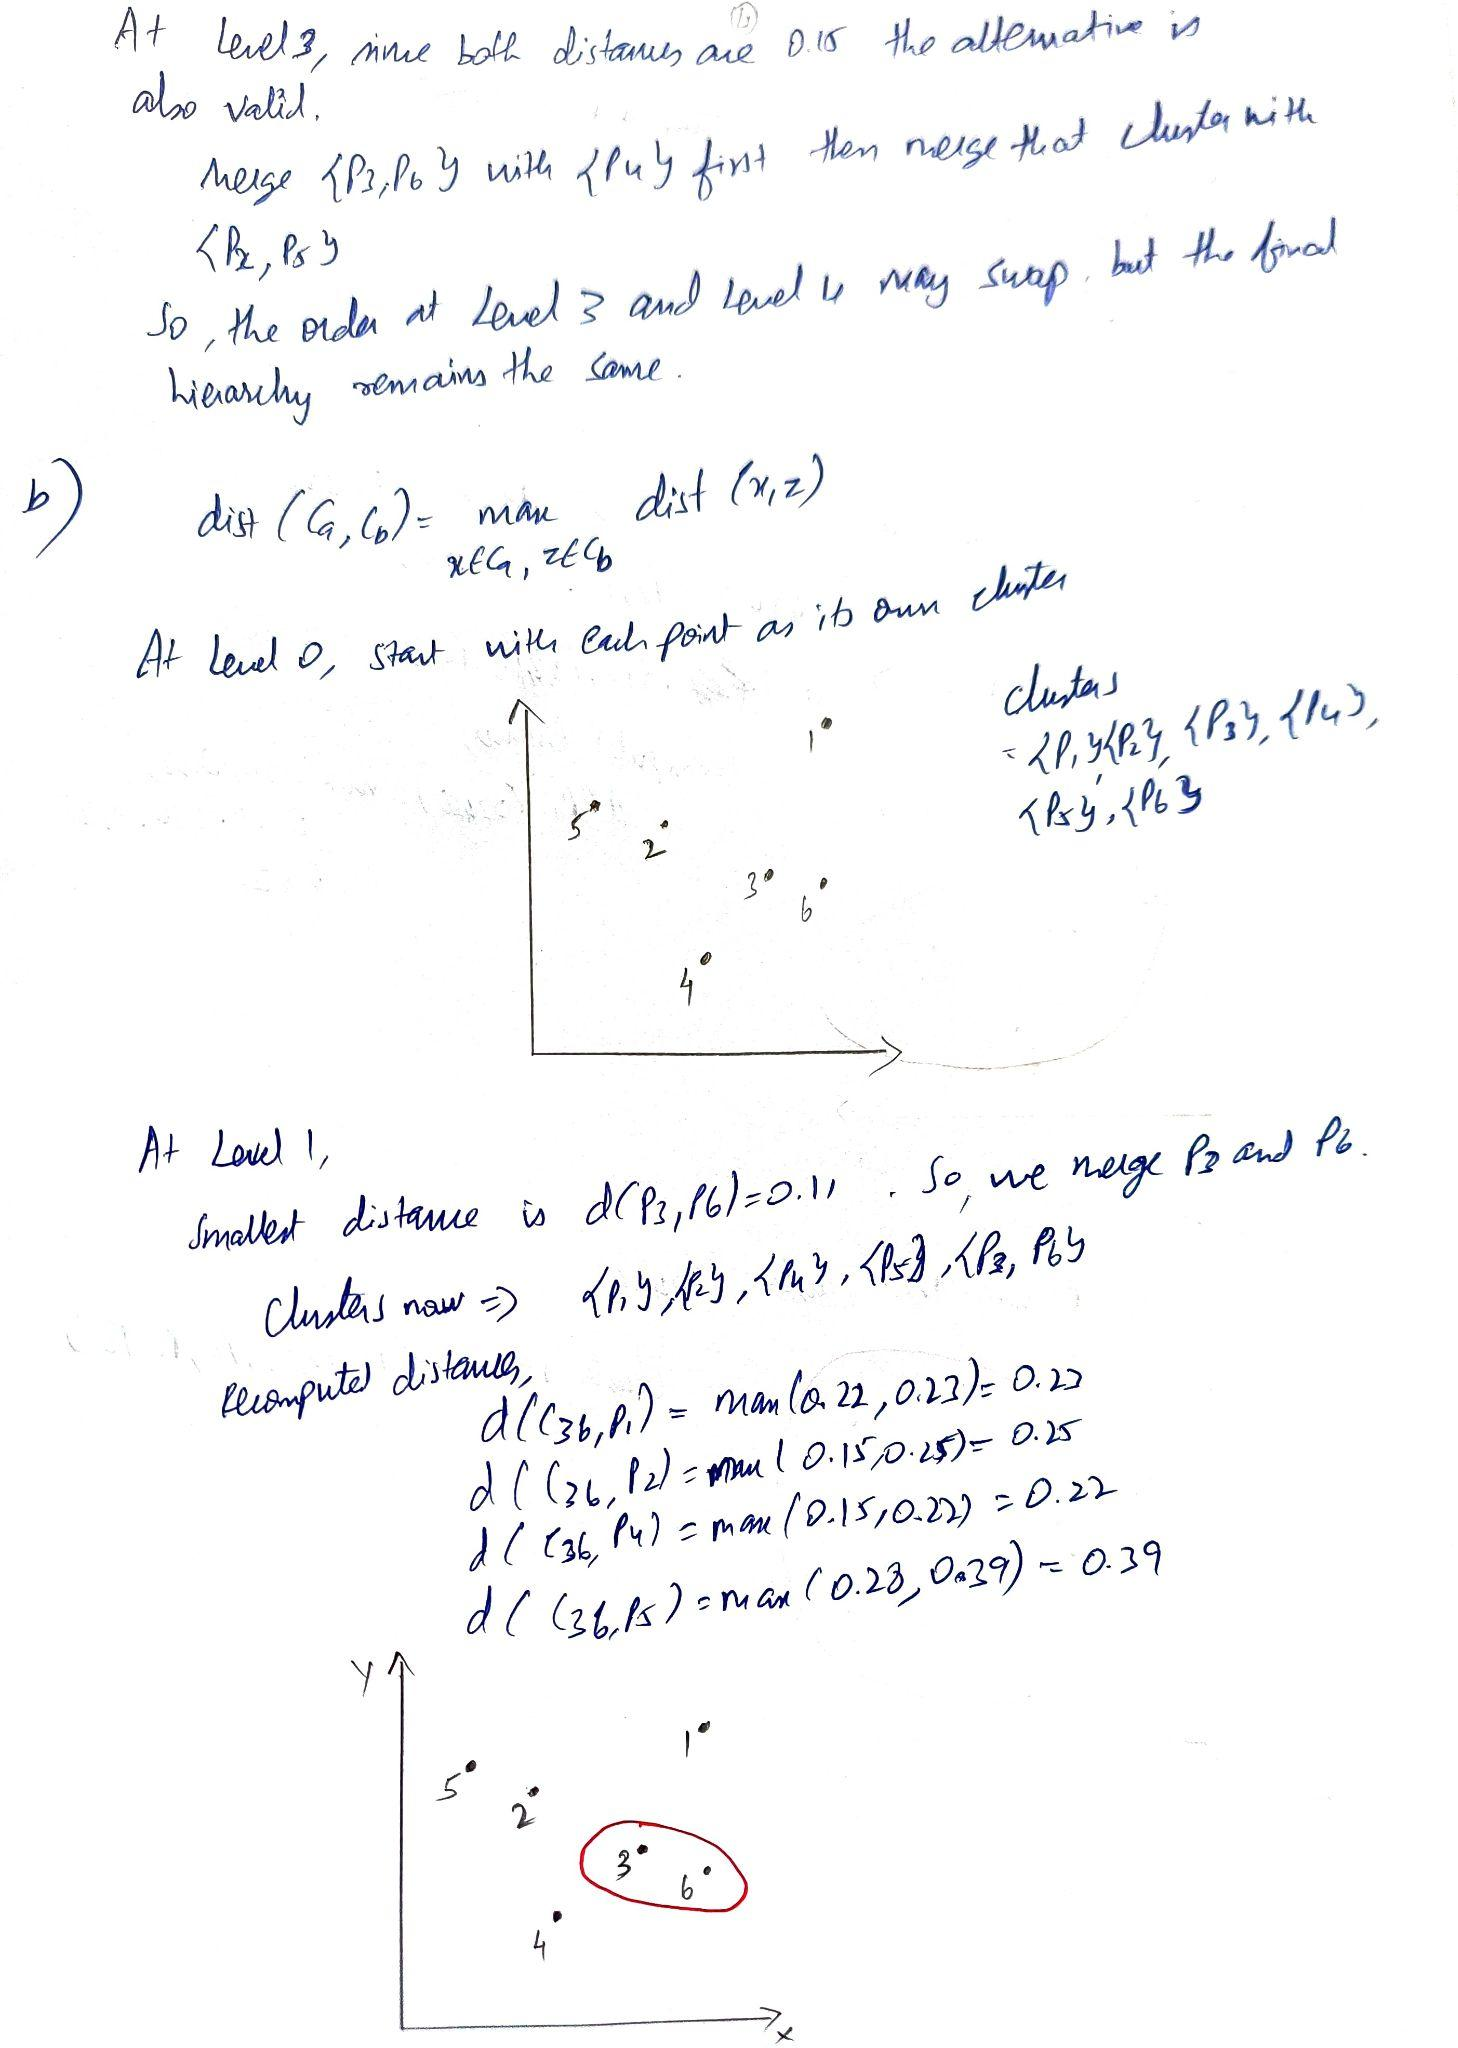 13
At Level 3, since both distances are 0.15 the alternative is
also valid.
Merge {P3,P6} with {P4} first then merge that cluster with
{P2, P5}
So, the order at Level 3 and Level 4 may swap, but the final
hierarchy remains the same.
b) dist (Ca, Cb) = max dist (x,z)
x∈Ca, z∈Cb
At Level 0, start with each point as its own cluster
clusters
= {P1}{P2}, {P3}, {P4},
{P5}, {P6}
1
5
2
3
6
4
At Level 1,
Smallest distance is d(P3,P6)=0.11 . So, we merge P3 and P6.
Clusters now => {P1}, {P2}, {P4}, {P5}, {P3, P6}
Recomputed distances,
d(C36,P1) = max(0.22,0.23)= 0.23
d(C36, P2) = max(0.15,0.25)= 0.25
d(C36, P4) = max(0.15,0.22) = 0.22
d(C36,P5) = max(0.28,0.39) = 0.39
Y
1
5
2
3
6
4
x